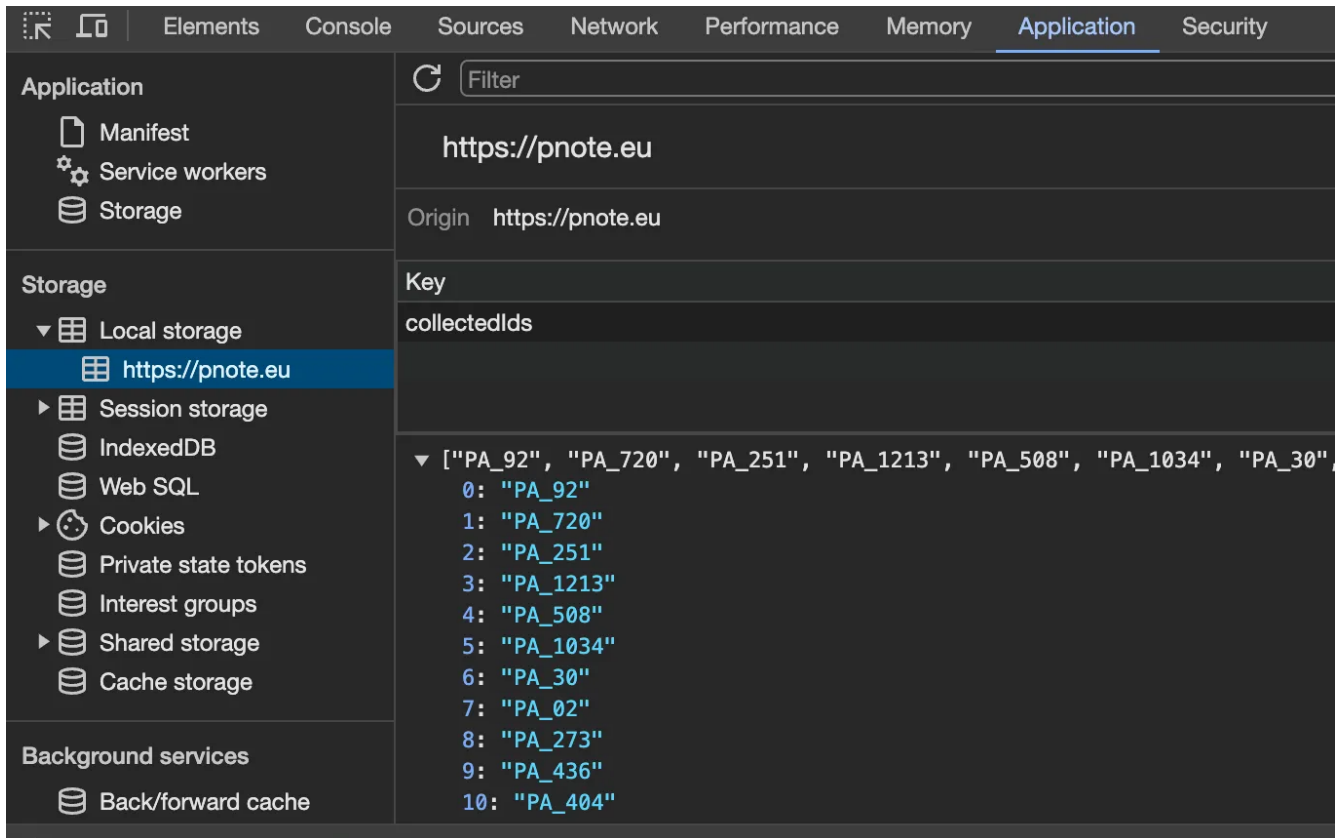 Elements Console Sources Network Performance Memory Application Security
Application
Manifest
Service workers
Storage
Storage
Local storage
https://pnote.eu
Session storage
IndexedDB
Web SQL
Cookies
Private state tokens
Interest groups
Shared storage
Cache storage
Background services
Back/forward cache
Filter
https://pnote.eu
Origin https://pnote.eu
Key
collectedIds
["PA_92", "PA_720", "PA_251", "PA_1213", "PA_508", "PA_1034", "PA_30",
0: "PA_92"
1: "PA_720"
2: "PA_251"
3: "PA_1213"
4: "PA_508"
5: "PA_1034"
6: "PA_30"
7: "PA_02"
8: "PA_273"
9: "PA_436"
10: "PA_404"